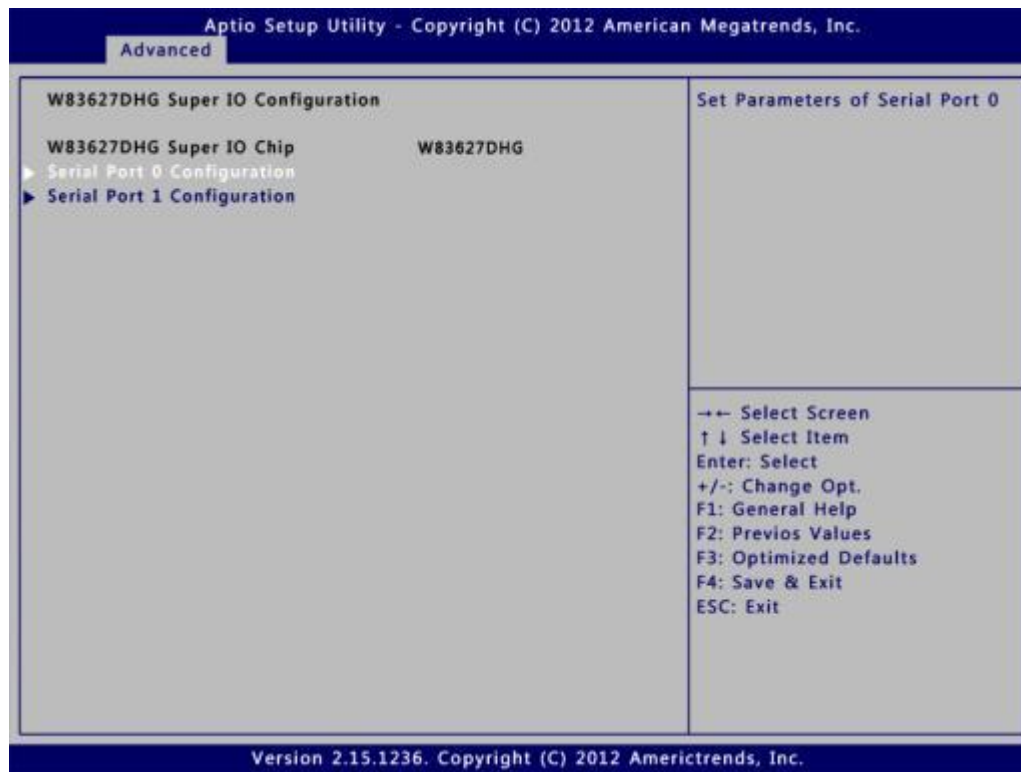 Aptio Setup Utility - Copyright (C) 2012 American Megatrends, Inc.
Advanced
W83627DHG Super IO Configuration
W83627DHG Super IO Chip W83627DHG
Serial Port 0 Configuration
Serial Port 1 Configuration
Set Parameters of Serial Port 0
→← Select Screen
↑↓ Select Item
Enter: Select
+/-: Change Opt.
F1: General Help
F2: Previos Values
F3: Optimized Defaults
F4: Save & Exit
ESC: Exit
Version 2.15.1236. Copyright (C) 2012 Americtrends, Inc.